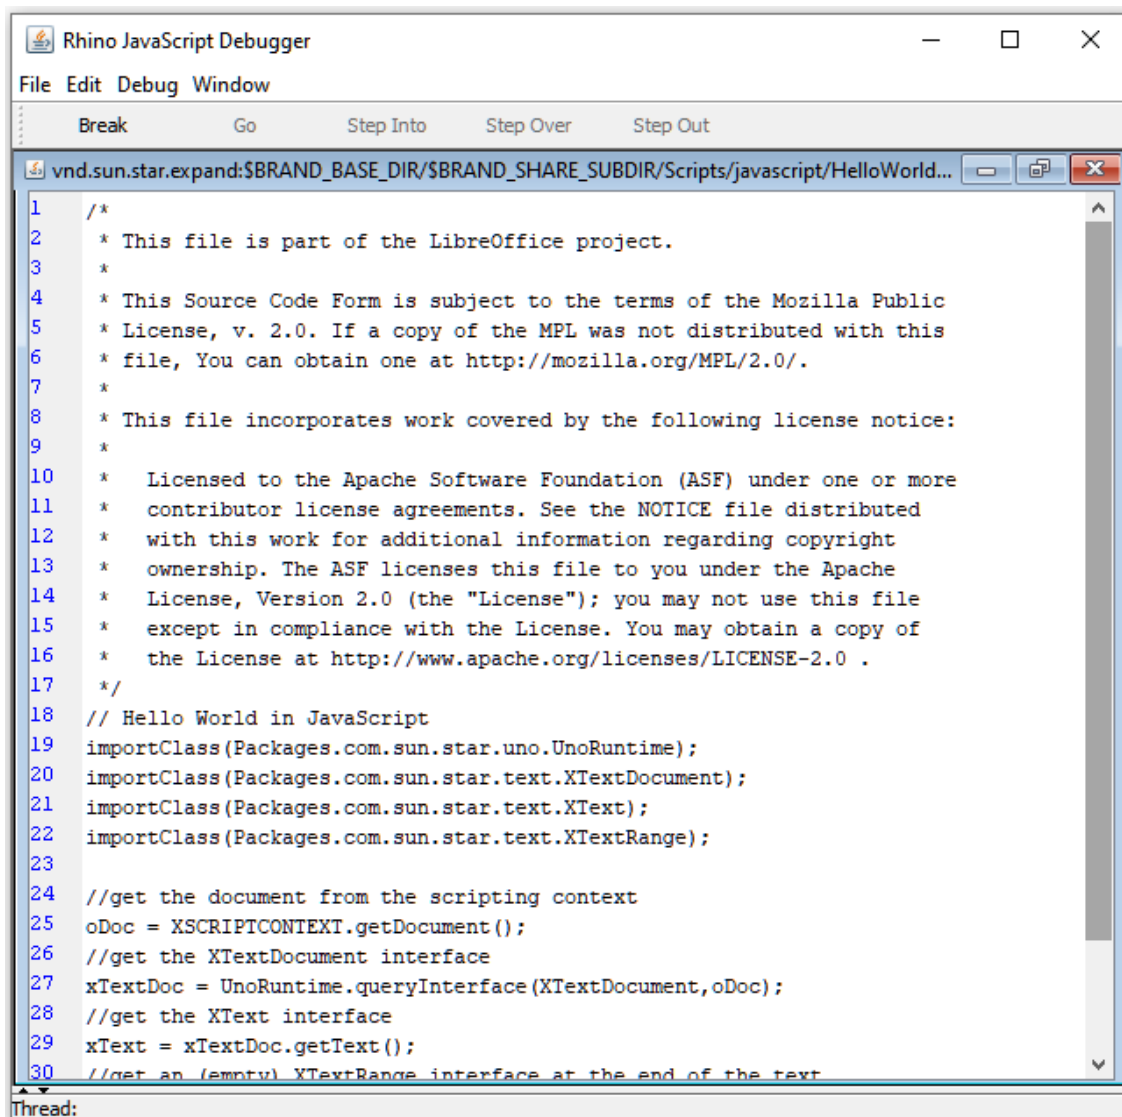 Rhino JavaScript Debugger
File Edit Debug Window
Break Go Step Into Step Over Step Out
vnd.sun.star.expand:$BRAND_BASE_DIR/$BRAND_SHARE_SUBDIR/Scripts/javascript/HelloWorld...
1 /*
2  * This file is part of the LibreOffice project.
3  *
4  * This Source Code Form is subject to the terms of the Mozilla Public
5  * License, v. 2.0. If a copy of the MPL was not distributed with this
6  * file, You can obtain one at http://mozilla.org/MPL/2.0/.
7  *
8  * This file incorporates work covered by the following license notice:
9  *
10  *   Licensed to the Apache Software Foundation (ASF) under one or more
11  *   contributor license agreements. See the NOTICE file distributed
12  *   with this work for additional information regarding copyright
13  *   ownership. The ASF licenses this file to you under the Apache
14  *   License, Version 2.0 (the "License"); you may not use this file
15  *   except in compliance with the License. You may obtain a copy of
16  *   the License at http://www.apache.org/licenses/LICENSE-2.0 .
17  */
18 // Hello World in JavaScript
19 importClass(Packages.com.sun.star.uno.UnoRuntime);
20 importClass(Packages.com.sun.star.text.XTextDocument);
21 importClass(Packages.com.sun.star.text.XText);
22 importClass(Packages.com.sun.star.text.XTextRange);
23
24 //get the document from the scripting context
25 oDoc = XSCRIPTCONTEXT.getDocument();
26 //get the XTextDocument interface
27 xTextDoc = UnoRuntime.queryInterface(XTextDocument,oDoc);
28 //get the XText interface
29 xText = xTextDoc.getText();
30 //get an (empty) XTextRange interface at the end of the text
Thread: